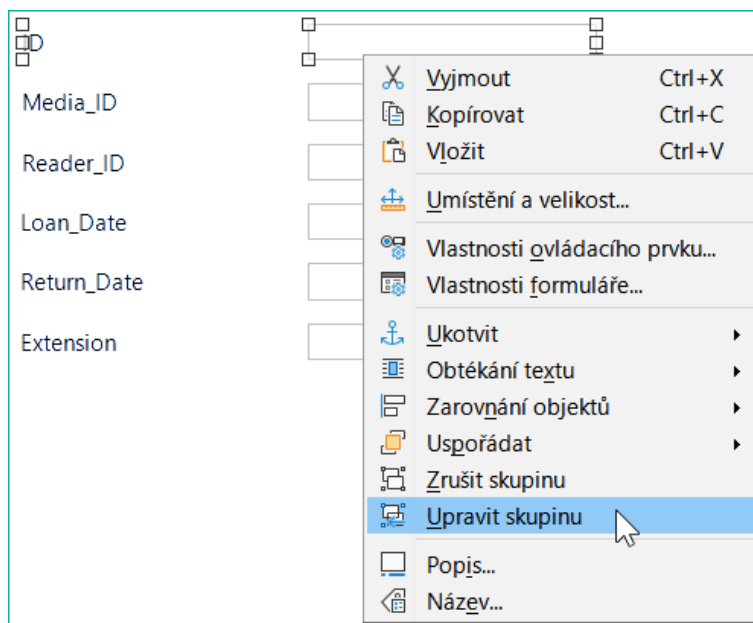 ID
Media_ID
Reader_ID
Loan_Date
Return_Date
Extension
Vyjmout Ctrl+X
Kopírovat Ctrl+C
Vložit Ctrl+V
Umístění a velikost...
Vlastnosti ovládacího prvku...
Vlastnosti formuláře...
Ukotvit
Obtékání textu
Zarovnání objektů
Uspořádat
Zrušit skupinu
Upravit skupinu
Popis...
Název...